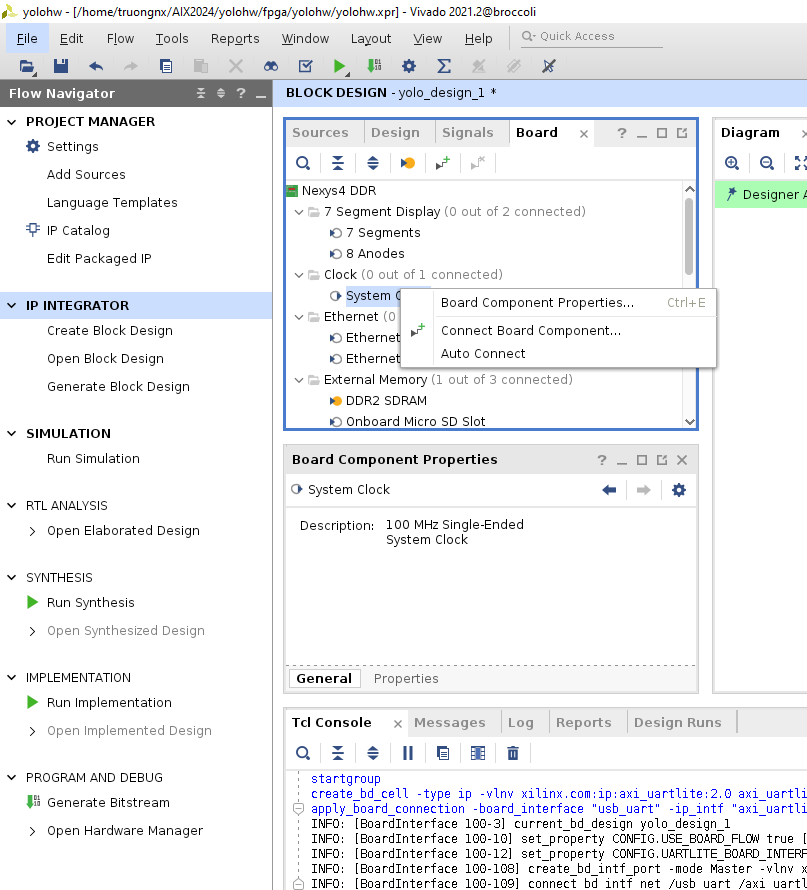 yolohw - [/home/truongnx/AIX2024/yolohw/fpga/yolohw/yolohw.xpr] - Vivado 2021.2@broccoli
File Edit Flow Tools Reports Window Layout View Help Quick Access
Flow Navigator
PROJECT MANAGER
Settings
Add Sources
Language Templates
IP Catalog
Edit Packaged IP
IP INTEGRATOR
Create Block Design
Open Block Design
Generate Block Design
SIMULATION
Run Simulation
RTL ANALYSIS
Open Elaborated Design
SYNTHESIS
Run Synthesis
Open Synthesized Design
IMPLEMENTATION
Run Implementation
Open Implemented Design
PROGRAM AND DEBUG
Generate Bitstream
Open Hardware Manager
BLOCK DESIGN - yolo_design_1 *
Sources Design Signals Board
Nexys4 DDR
7 Segment Display (0 out of 2 connected)
7 Segments
8 Anodes
Clock (0 out of 1 connected)
System C
Ethernet (0
Ethernet
Ethernet
External Memory (1 out of 3 connected)
DDR2 SDRAM
Onboard Micro SD Slot
Board Component Properties... Ctrl+E
Connect Board Component...
Auto Connect
Diagram
Designer A
Board Component Properties
System Clock
Description: 100 MHz Single-Ended
System Clock
General Properties
Tcl Console Messages Log Reports Design Runs
startgroup
create_bd_cell -type ip -vlnv xilinx.com:ip:axi_uartlite:2.0 axi_uartli
apply_board_connection -board_interface "usb_uart" -ip_intf "axi_uartli
INFO: [BoardInterface 100-3] current_bd_design yolo_design_1
INFO: [BoardInterface 100-10] set_property CONFIG.USE_BOARD_FLOW true [
INFO: [BoardInterface 100-12] set_property CONFIG.UARTLITE_BOARD_INTERF
INFO: [BoardInterface 100-108] create_bd_intf_port -mode Master -vlnv x
INFO: [BoardInterface 100-109] connect_bd_intf_net /usb_uart /axi_uartl